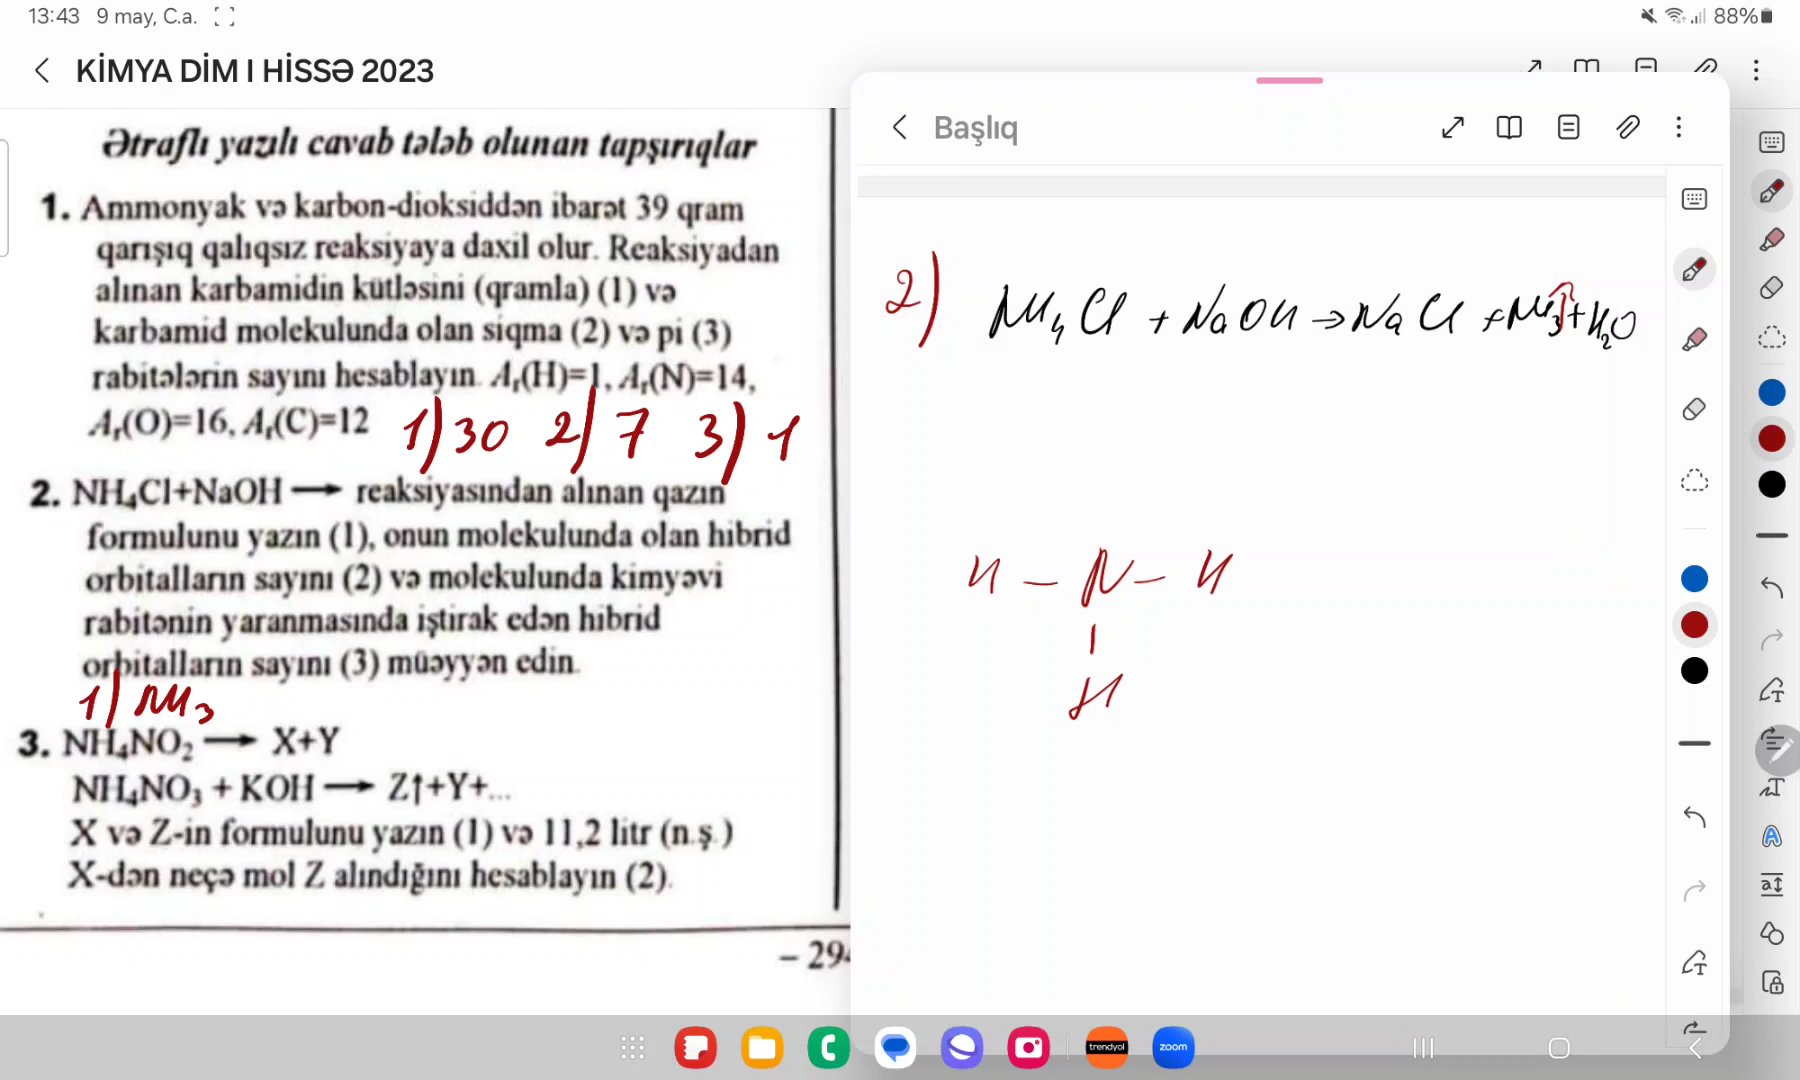 13:43 9 may, C.a. 88%
KİMYA DİM I HİSSƏ 2023
Ətraflı yazılı cavab tələb olunan tapşırıqlar
1. Ammonyak və karbon-dioksiddən ibarət 39 qram
qarışıq qalıqsız reaksiyaya daxil olur. Reaksiyadan
alınan karbamidin kütləsini (qramla) (1) və
karbamid molekulunda olan siqma (2) və pi (3)
rabitələrin sayını hesablayın. Aᵣ(H)=1, Aᵣ(N)=14,
Aᵣ(O)=16, Aᵣ(C)=12 1) 30 2) 7 3) 1
2. NH₄Cl+NaOH ⟶ reaksiyasından alınan qazın
formulunu yazın (1), onun molekulunda olan hibrid
orbitalların sayını (2) və molekulunda kimyəvi
rabitənin yaranmasında iştirak edən hibrid
orbitalların sayını (3) müəyyən edin.
1) NH₃
3. NH₄NO₂ ⟶ X+Y
NH₄NO₃ + KOH ⟶ Z↑+Y+...
X və Z-in formulunu yazın (1) və 11,2 litr (n.ş.)
X-dən neçə mol Z alındığını hesablayın (2).
– 294
Başlıq
2) NH₄Cl + NaOH → NaCl + NH₃↑ + H₂O
H – N – H
|
H
trendyol
zoom